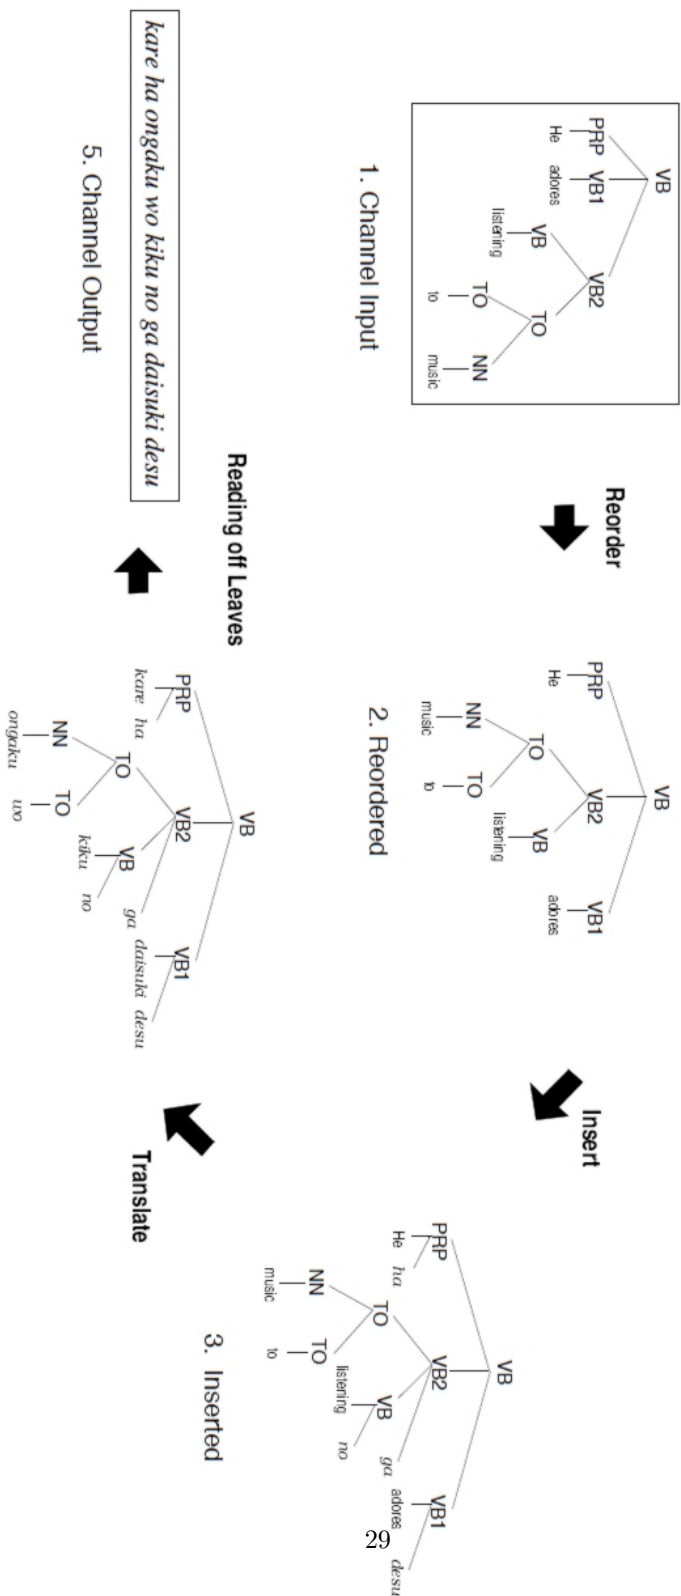 VB
PRP VB1 VB2
He adores VB TO
listening TO NN
to music
1. Channel Input
Reorder
VB
PRP VB2 VB1
He TO VB adores
NN TO listening
music to
2. Reordered
Insert
VB
PRP VB2 VB1
He ha TO VB ga adores desu
NN TO listening no
music to
3. Inserted
Translate
VB
PRP VB2 VB1
kare ha TO VB ga daisuki desu
NN TO kiku no
ongaku wo
Reading off Leaves
kare ha ongaku wo kiku no ga daisuki desu
5. Channel Output
29